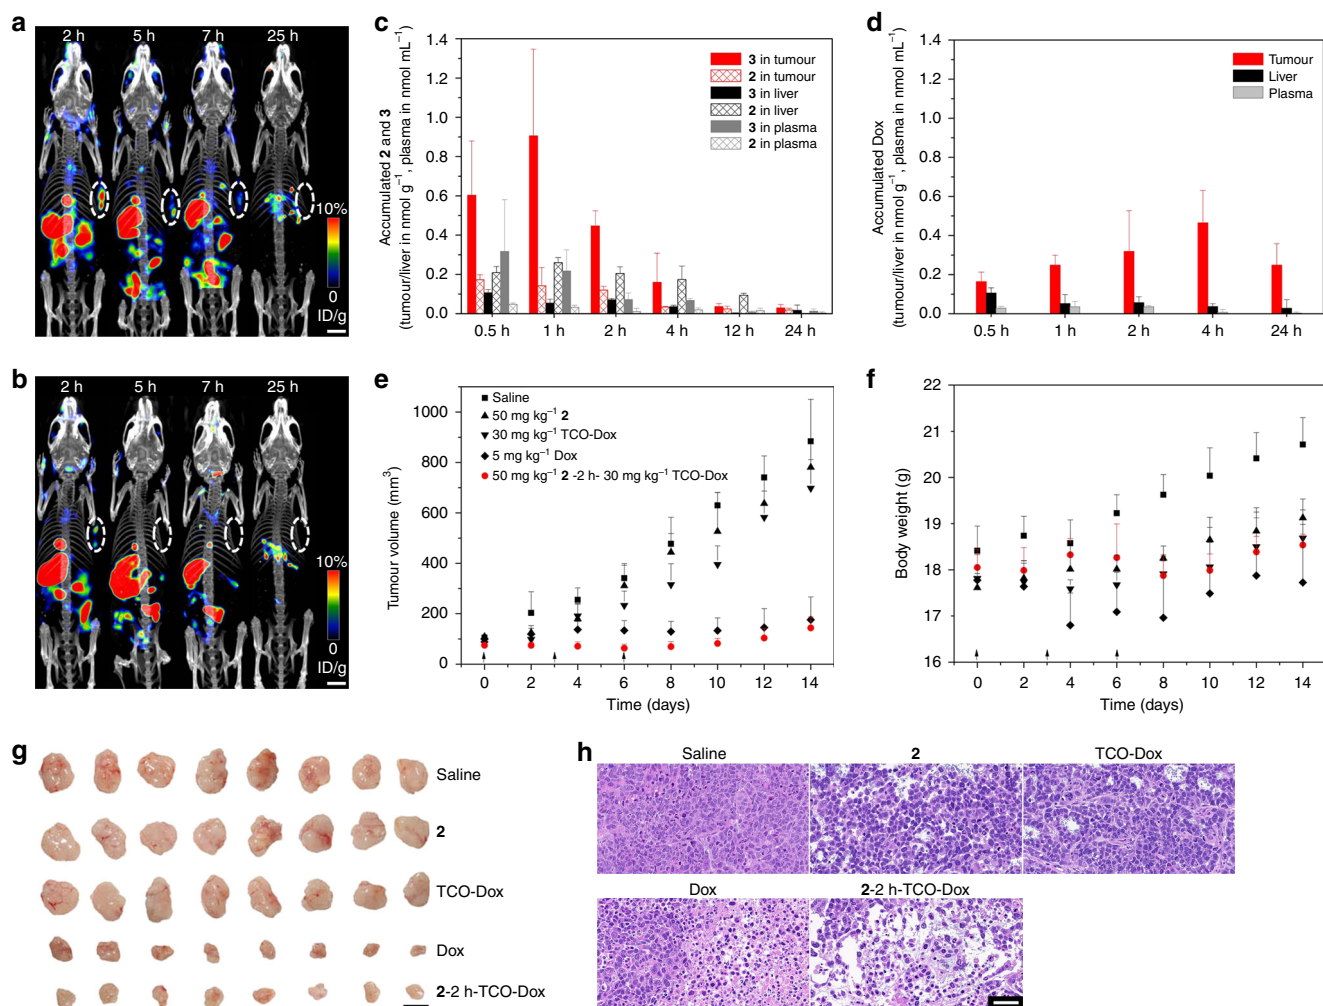 a
2 h 5 h 7 h 25 h
10%
0
ID/g
b
2 h 5 h 7 h 25 h
10%
0
ID/g
c
Accumulated 2 and 3
(tumour/liver in nmol g⁻¹, plasma in nmol mL⁻¹)
1.4
1.2
1.0
0.8
0.6
0.4
0.2
0.0
3 in tumour
2 in tumour
3 in liver
2 in liver
3 in plasma
2 in plasma
0.5 h 1 h 2 h 4 h 12 h 24 h
d
Accumulated Dox
(tumour/liver in nmol g⁻¹, plasma in nmol mL⁻¹)
1.4
1.2
1.0
0.8
0.6
0.4
0.2
0.0
Tumour
Liver
Plasma
0.5 h 1 h 2 h 4 h 24 h
e
Tumour volume (mm³)
1000
800
600
400
200
0
Saline
50 mg kg⁻¹ 2
30 mg kg⁻¹ TCO-Dox
5 mg kg⁻¹ Dox
50 mg kg⁻¹ 2 -2 h- 30 mg kg⁻¹ TCO-Dox
0 2 4 6 8 10 12 14
Time (days)
f
Body weight (g)
22
21
20
19
18
17
16
0 2 4 6 8 10 12 14
Time (days)
g
Saline
2
TCO-Dox
Dox
2-2 h-TCO-Dox
h
Saline 2 TCO-Dox
Dox 2-2 h-TCO-Dox